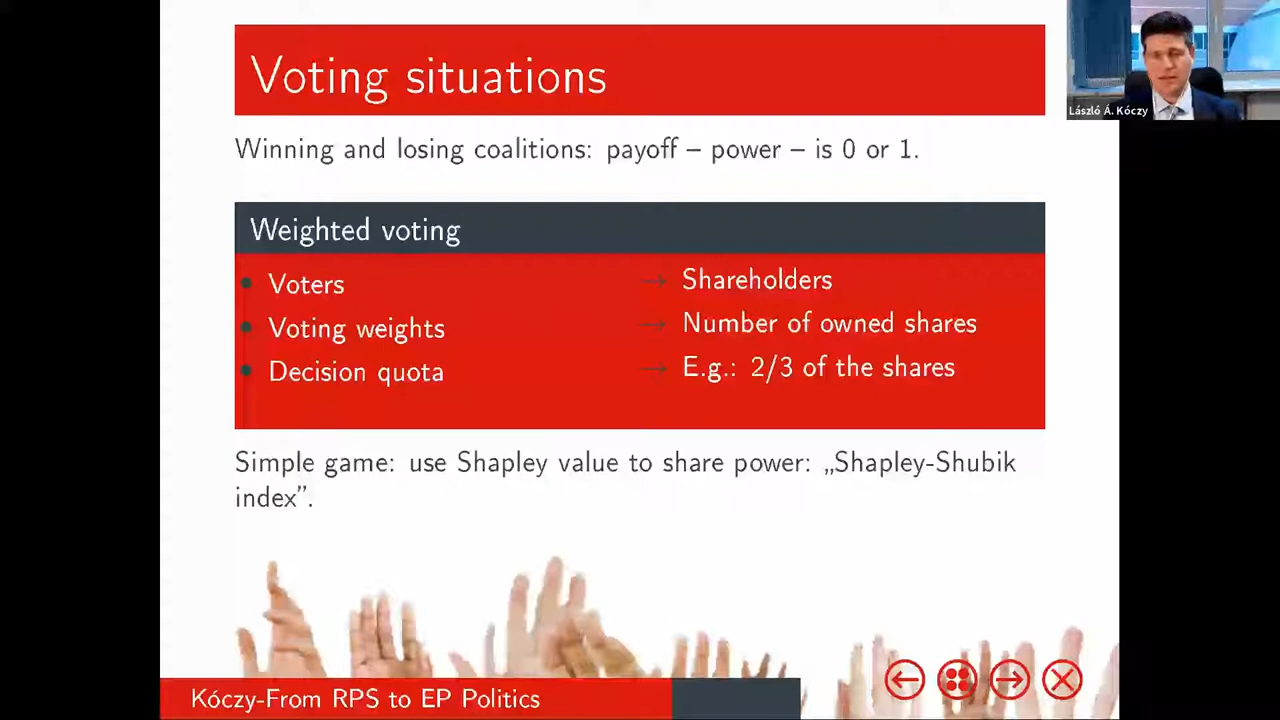 Voting situations
László Á. Kóczy
Winning and losing coalitions: payoff – power – is 0 or 1.
Weighted voting
• Voters → Shareholders
• Voting weights → Number of owned shares
• Decision quota → E.g.: 2/3 of the shares
Simple game: use Shapley value to share power: „Shapley-Shubik
index”.
Kóczy-From RPS to EP Politics